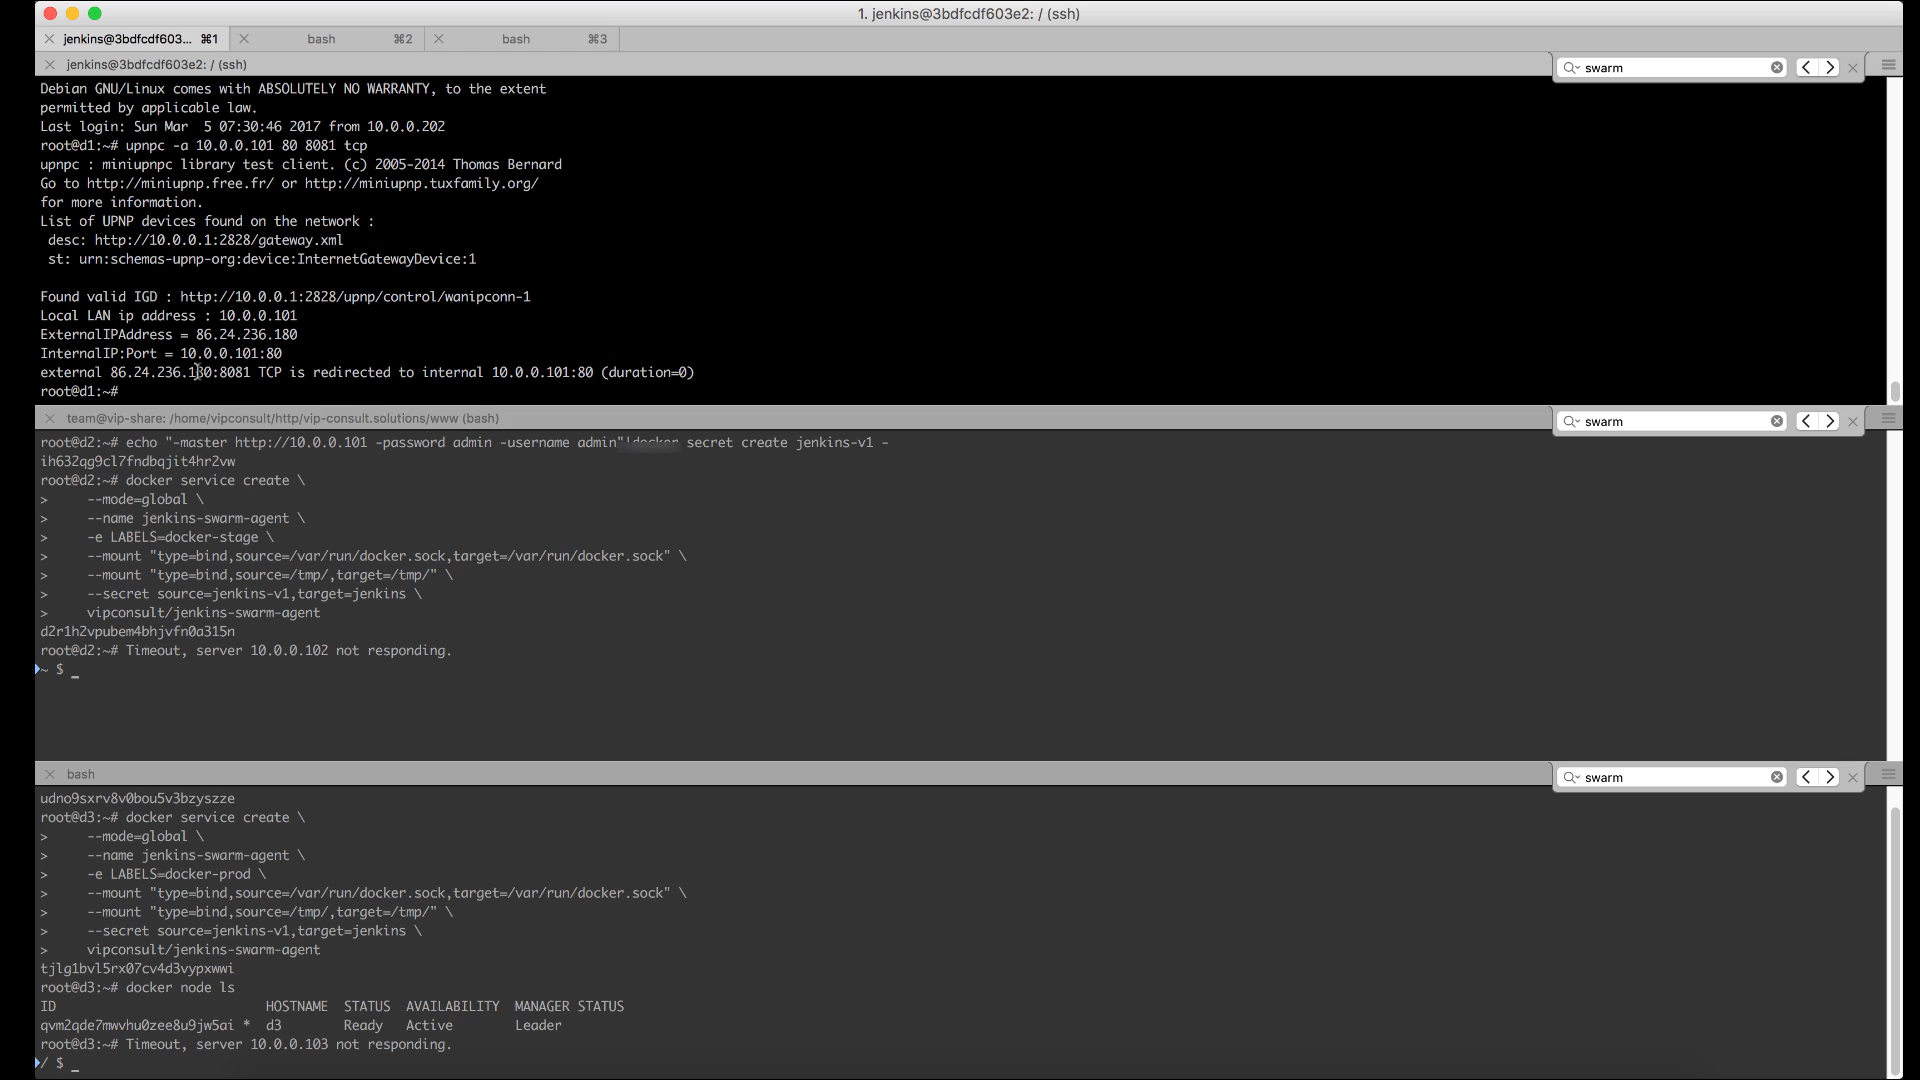 1. jenkins@3bdfcdf603e2: / (ssh)
jenkins@3bdfcdf603... ⌘1 bash ⌘2 bash ⌘3
jenkins@3bdfcdf603e2: / (ssh) swarm
Debian GNU/Linux comes with ABSOLUTELY NO WARRANTY, to the extent
permitted by applicable law.
Last login: Sun Mar  5 07:30:46 2017 from 10.0.0.202
root@d1:~# upnpc -a 10.0.0.101 80 8081 tcp
upnpc : miniupnpc library test client. (c) 2005-2014 Thomas Bernard
Go to http://miniupnp.free.fr/ or http://miniupnp.tuxfamily.org/
for more information.
List of UPNP devices found on the network :
 desc: http://10.0.0.1:2828/gateway.xml
 st: urn:schemas-upnp-org:device:InternetGatewayDevice:1

Found valid IGD : http://10.0.0.1:2828/upnp/control/wanipconn-1
Local LAN ip address : 10.0.0.101
ExternalIPAddress = 86.24.236.180
InternalIP:Port = 10.0.0.101:80
external 86.24.236.180:8081 TCP is redirected to internal 10.0.0.101:80 (duration=0)
root@d1:~#
team@vip-share: /home/vipconsult/http/vip-consult.solutions/www (bash) swarm
root@d2:~# echo "-master http://10.0.0.101 -password admin -username admin"|docker secret create jenkins-v1 -
ih632qg9cl7fndbqjit4hr2vw
root@d2:~# docker service create \
>     --mode=global \
>     --name jenkins-swarm-agent \
>     -e LABELS=docker-stage \
>     --mount "type=bind,source=/var/run/docker.sock,target=/var/run/docker.sock" \
>     --mount "type=bind,source=/tmp/,target=/tmp/" \
>     --secret source=jenkins-v1,target=jenkins \
>     vipconsult/jenkins-swarm-agent
d2r1h2vpubem4bhjvfn0a315n
root@d2:~# Timeout, server 10.0.0.102 not responding.
~ $ _
bash swarm
udno9sxrv8v0bou5v3bzyszze
root@d3:~# docker service create \
>     --mode=global \
>     --name jenkins-swarm-agent \
>     -e LABELS=docker-prod \
>     --mount "type=bind,source=/var/run/docker.sock,target=/var/run/docker.sock" \
>     --mount "type=bind,source=/tmp/,target=/tmp/" \
>     --secret source=jenkins-v1,target=jenkins \
>     vipconsult/jenkins-swarm-agent
tjlg1bvl5rx07cv4d3vypxwwi
root@d3:~# docker node ls
ID                           HOSTNAME  STATUS  AVAILABILITY  MANAGER STATUS
qvm2qde7mwvhu0zee8u9jw5ai *  d3        Ready   Active        Leader
root@d3:~# Timeout, server 10.0.0.103 not responding.
/ $ _